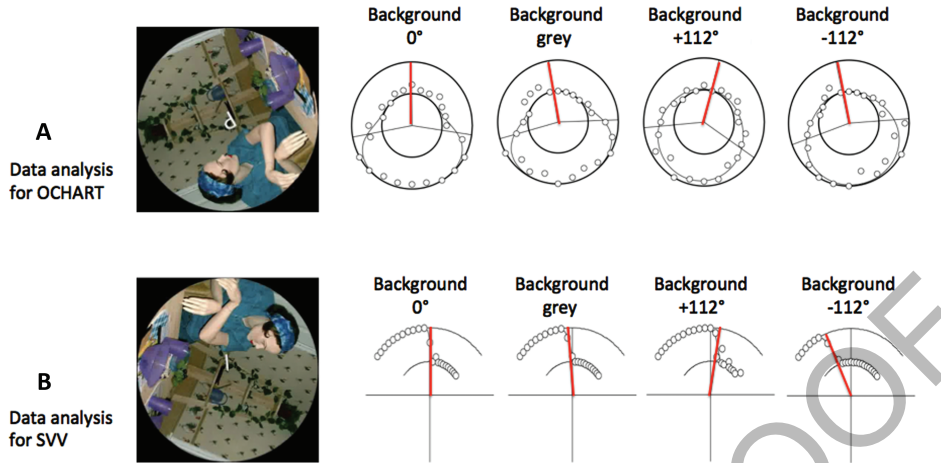 Background
0°
Background
grey
Background
+112°
Background
-112°
A
Data analysis
for OCHART
Background
0°
Background
grey
Background
+112°
Background
-112°
B
Data analysis
for SVV
OOF